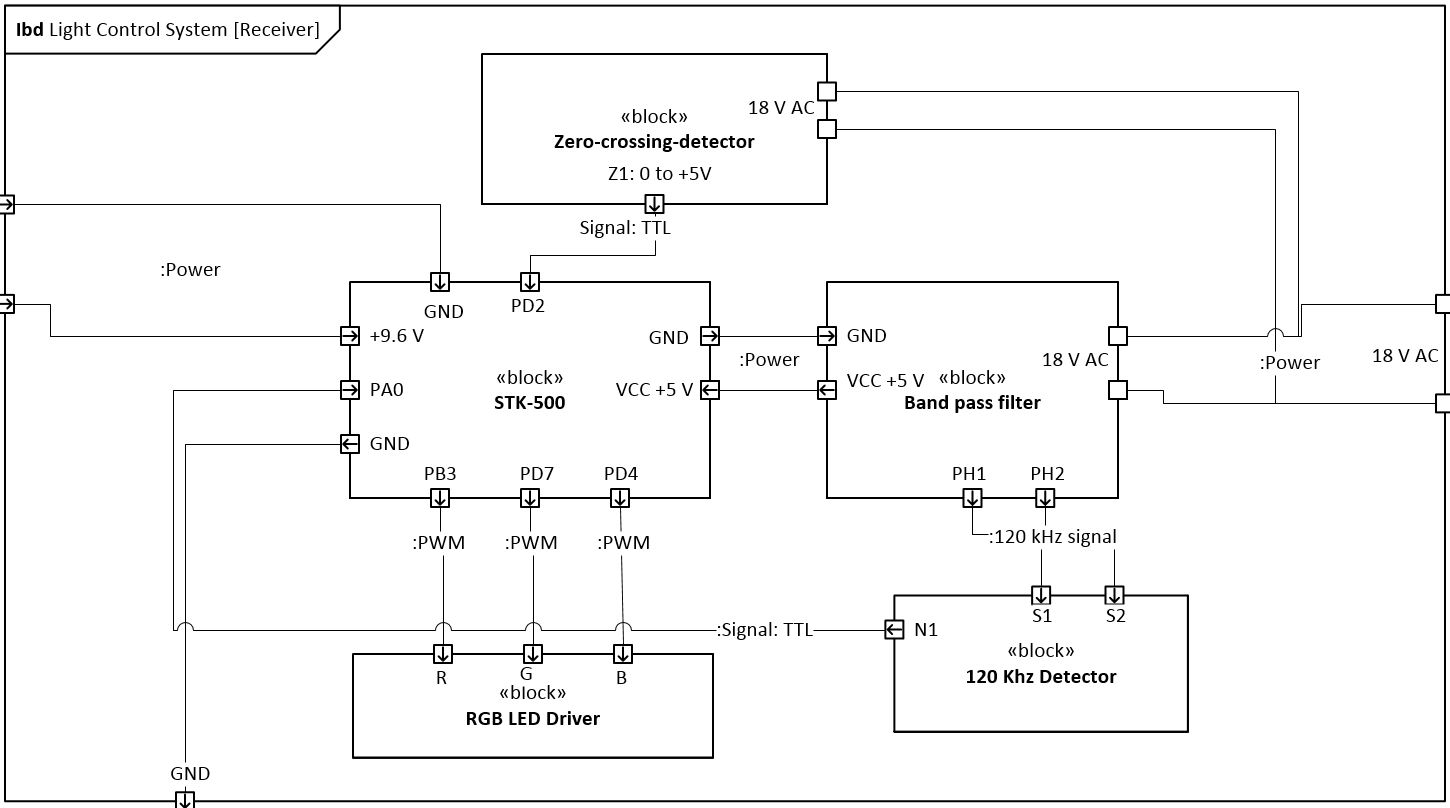 Ibd Light Control System [Receiver]
18 V AC
«block»
Zero-crossing-detector
Z1: 0 to +5V
Signal: TTL
:Power
GND
PD2
+9.6 V
GND
PA0
VCC +5 V
«block»
STK-500
GND
PB3
PD7
PD4
:Power
GND
18 V AC
VCC +5 V
«block»
Band pass filter
PH1
PH2
:Power
18 V AC
:PWM
:PWM
:PWM
:120 kHz signal
:Signal: TTL
N1
S1
S2
«block»
120 Khz Detector
R
G
B
«block»
RGB LED Driver
GND